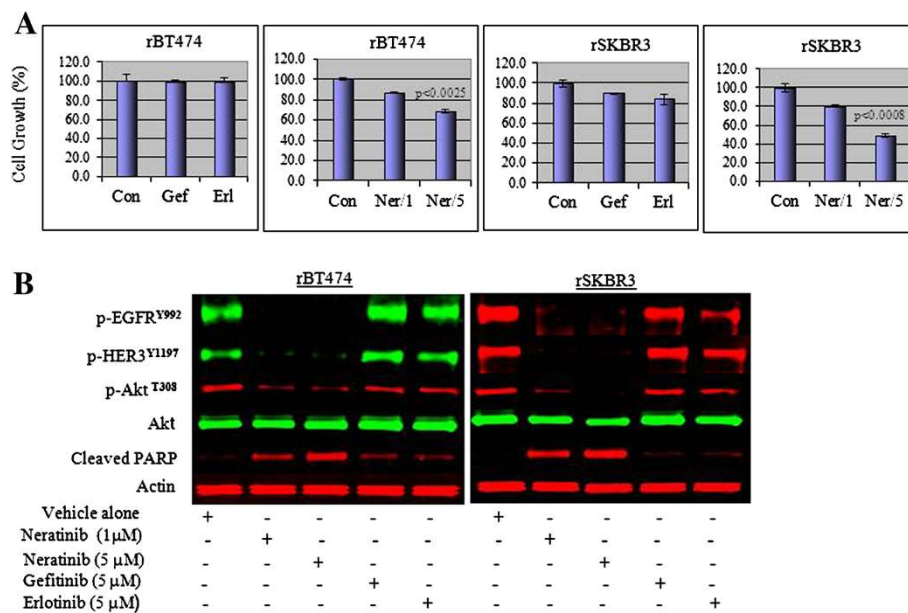 A
rBT474
rBT474
rSKBR3
rSKBR3
Cell Growth (%)
120.0
100.0
80.0
60.0
40.0
20.0
0.0
Con Gef Erl
120.0
100.0
80.0
60.0
40.0
20.0
0.0
p<0.0025
Con Ner/1 Ner/5
120.0
100.0
80.0
60.0
40.0
20.0
0.0
Con Gef Erl
120.0
100.0
80.0
60.0
40.0
20.0
0.0
p<0.0008
Con Ner/1 Ner/5
B
rBT474 rSKBR3
p-EGFR Y992
p-HER3 Y1197
p-Akt T308
Akt
Cleaved PARP
Actin
Vehicle alone + - - - - + - - - -
Neratinib (1μM) - + - - - - + - - -
Neratinib (5 μM) - - + - - - - + - -
Gefitinib (5 μM) - - - + - - - - + -
Erlotinib (5 μM) - - - - + - - - - +